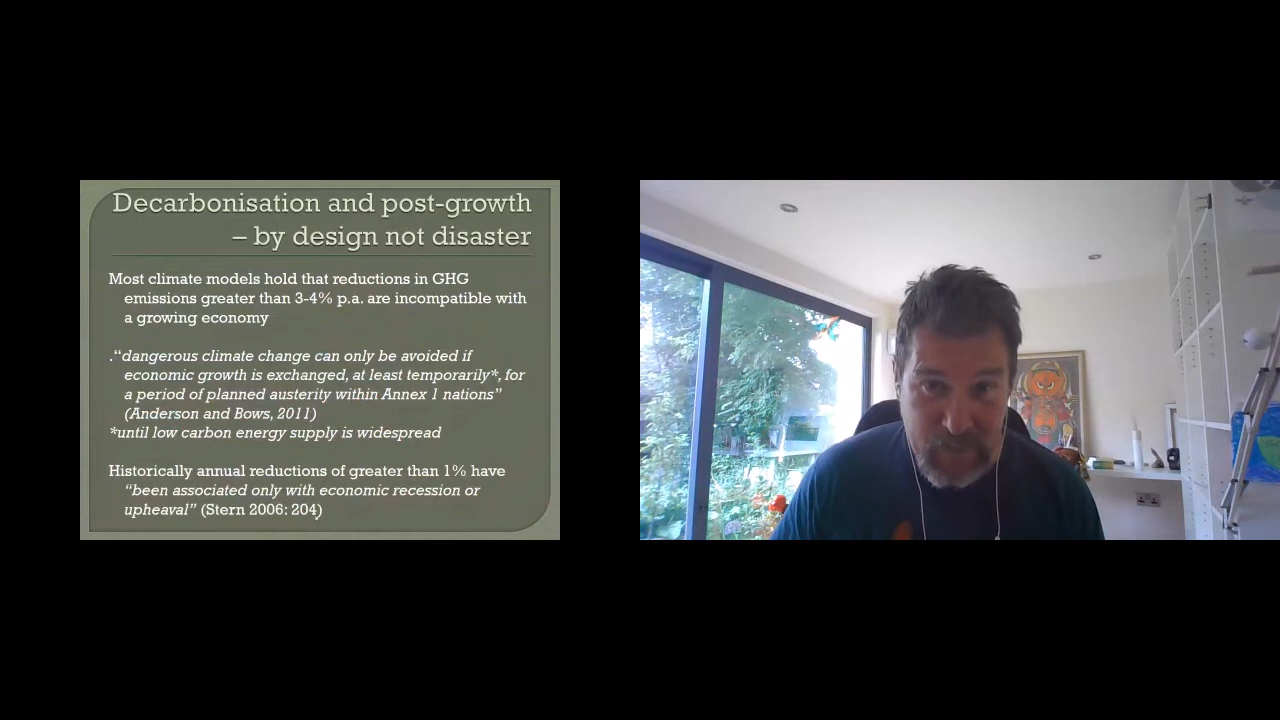 Decarbonisation and post-growth
– by design not disaster
Most climate models hold that reductions in GHG
emissions greater than 3-4% p.a. are incompatible with
a growing economy
.“dangerous climate change can only be avoided if
economic growth is exchanged, at least temporarily*, for
a period of planned austerity within Annex 1 nations”
(Anderson and Bows, 2011)
*until low carbon energy supply is widespread
Historically annual reductions of greater than 1% have
“been associated only with economic recession or
upheaval” (Stern 2006: 204)